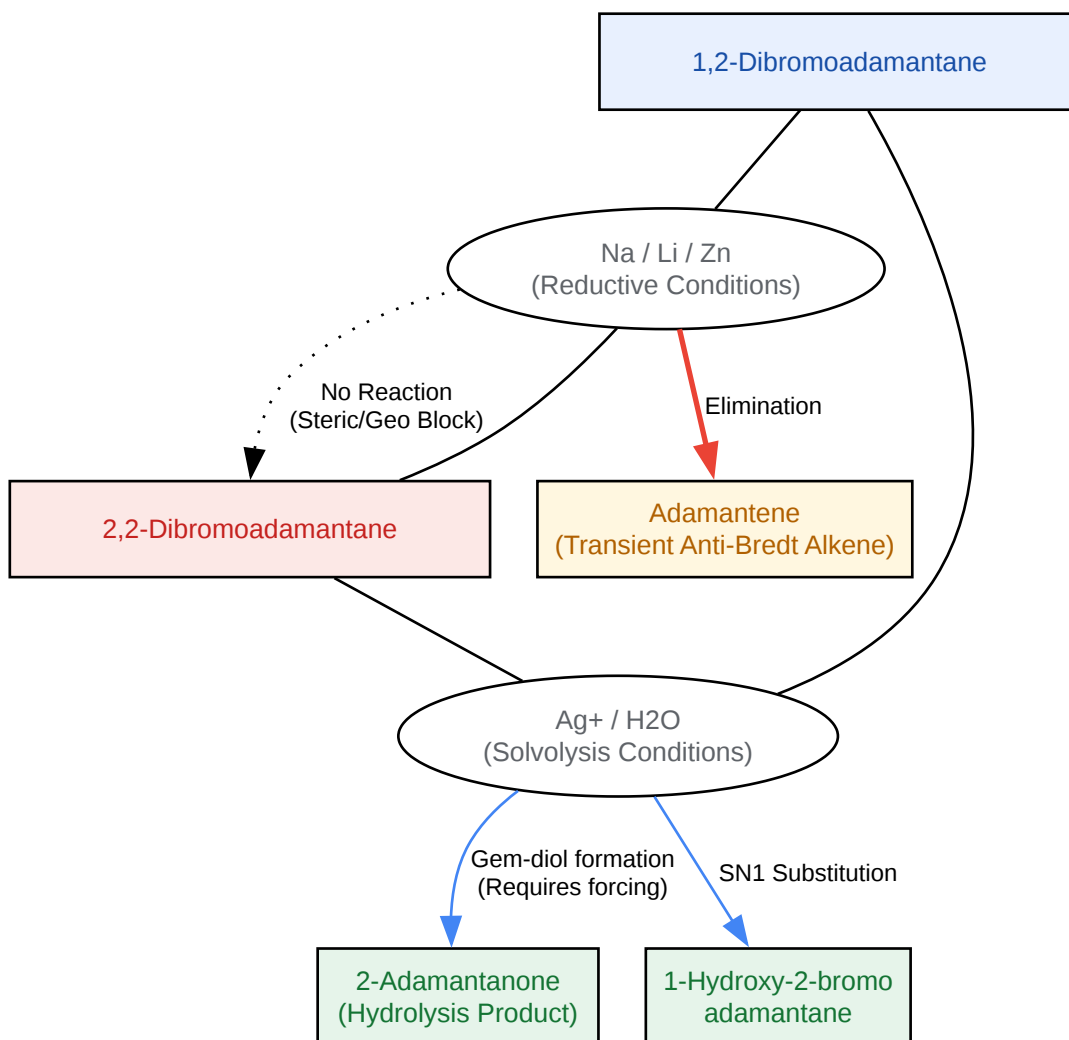 1,2-Dibromoadamantane
Na / Li / Zn
(Reductive Conditions)
No Reaction
(Steric/Geo Block)
Elimination
2,2-Dibromoadamantane
Adamantene
(Transient Anti-Bredt Alkene)
Ag+ / H2O
(Solvolysis Conditions)
Gem-diol formation
(Requires forcing)
SN1 Substitution
2-Adamantanone
(Hydrolysis Product)
1-Hydroxy-2-bromo
adamantane